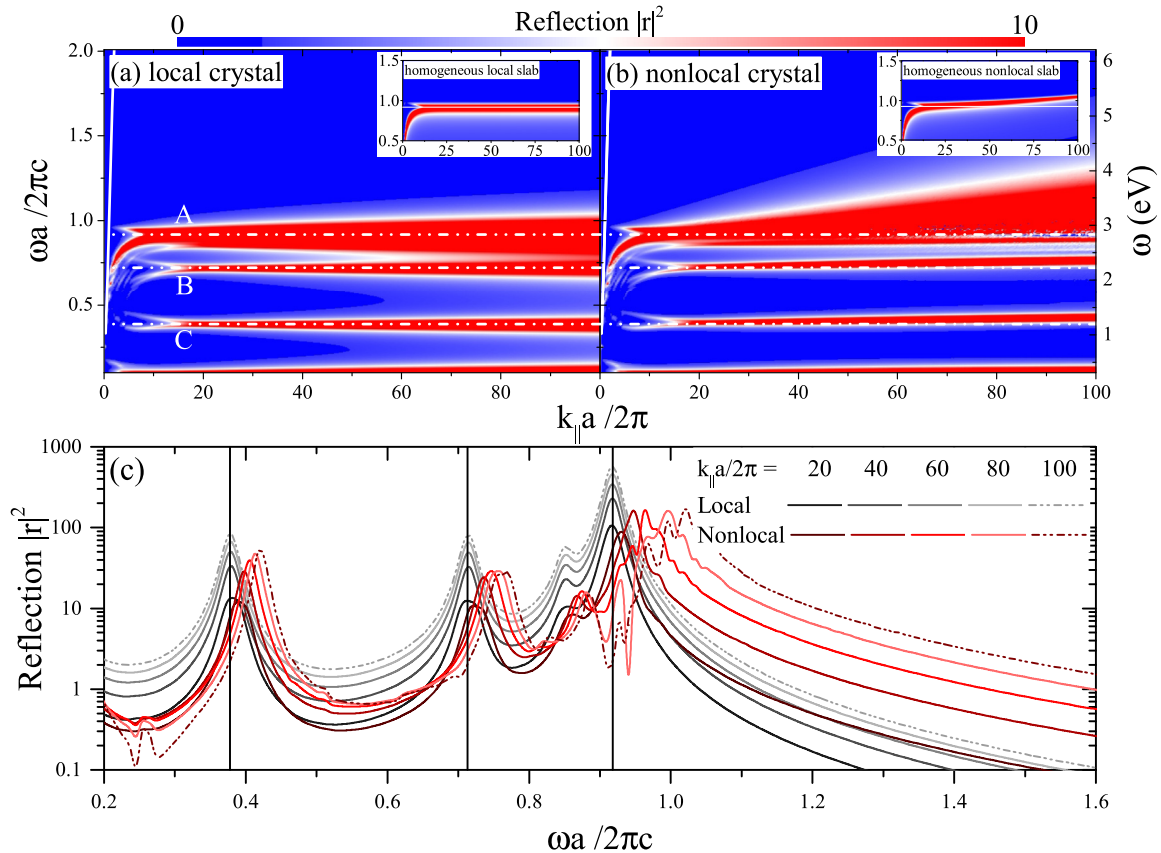 0 Reflection |r|² 10
(a) local crystal
homogeneous local slab
1.5
1.0
0.5
0 25 50 75 100
(b) nonlocal crystal
homogeneous nonlocal slab
1.5
1.0
0.5
0 25 50 75 100
2.0
1.5
1.0
0.5
ωa /2πc
A
B
C
6
5
4
3
2
1
ω (eV)
0 20 40 60 80 0 20 40 60 80 100
k||a /2π
(c)
1000
100
10
1
0.1
Reflection |r|²
k||a/2π = 20 40 60 80 100
Local
Nonlocal
0.2 0.4 0.6 0.8 1.0 1.2 1.4 1.6
ωa /2πc